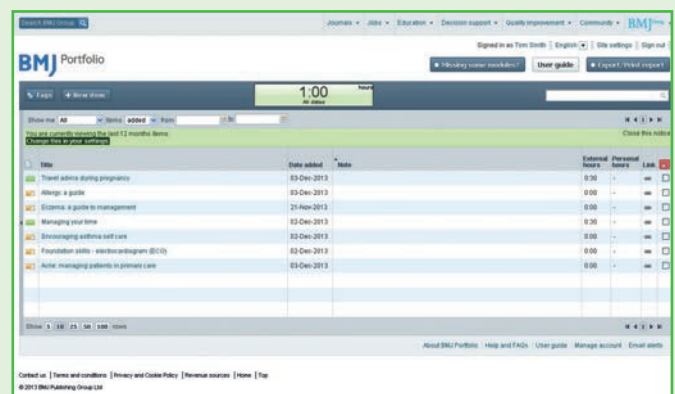 Search BMJ Group
Journals Jobs Education Decision support Quality improvement Community BMJ Group
Signed in as Tom Smith English Site settings Sign out
BMJ Portfolio
Missing some modules? User guide Export/Print report
Tags + New item 1:00 hours
All dates
Show me All items added from to 1
You are currently viewing the last 12 months items.
Change this in your settings Close this notice
Title Date added Note External hours Personal hours Link
Travel advice during pregnancy 03-Dec-2013 0:30 -
Allergy: a guide 03-Dec-2013 0:00 -
Eczema: a guide to management 21-Nov-2013 0:00 -
Managing your time 02-Dec-2013 0:30 -
Encouraging asthma self care 02-Dec-2013 0:00 -
Foundation skills - electrocardiogram (ECG) 02-Dec-2013 0:00 -
Acne: managing patients in primary care 03-Dec-2013 0:00 -
Show 5 10 25 50 100 rows 1
About BMJ Portfolio Help and FAQs User guide Manage account Email alerts
Contact us | Terms and conditions | Privacy and Cookie Policy | Revenue sources | Home | Top
© 2013 BMJ Publishing Group Ltd